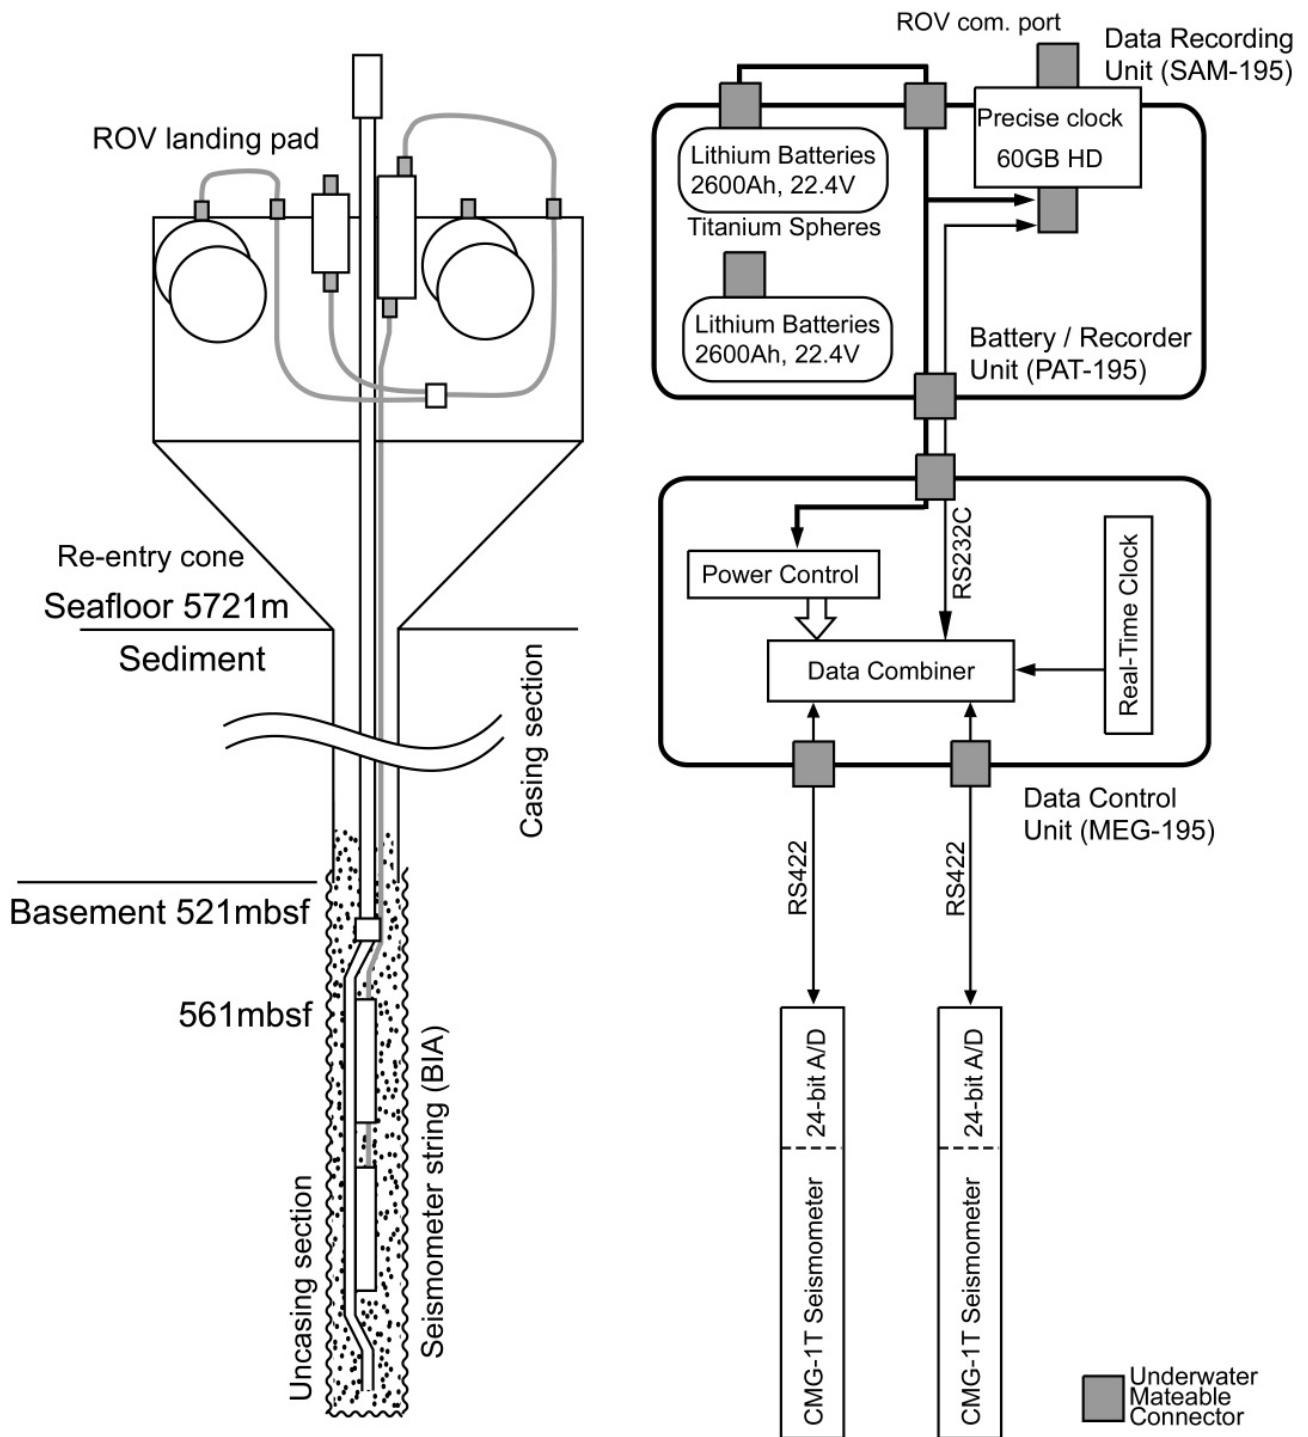 ROV landing pad
Re-entry cone
Seafloor 5721m
Sediment
Casing section
Basement 521mbsf
561mbsf
Uncasing section
Seismometer string (BIA)
ROV com. port
Data Recording
Unit (SAM-195)
Precise clock
60GB HD
Lithium Batteries
2600Ah, 22.4V
Titanium Spheres
Lithium Batteries
2600Ah, 22.4V
Battery / Recorder
Unit (PAT-195)
RS232C
Power Control
Real-Time Clock
Data Combiner
Data Control
Unit (MEG-195)
RS422
RS422
24-bit A/D
CMG-1T Seismometer
24-bit A/D
CMG-1T Seismometer
Underwater
Mateable
Connector